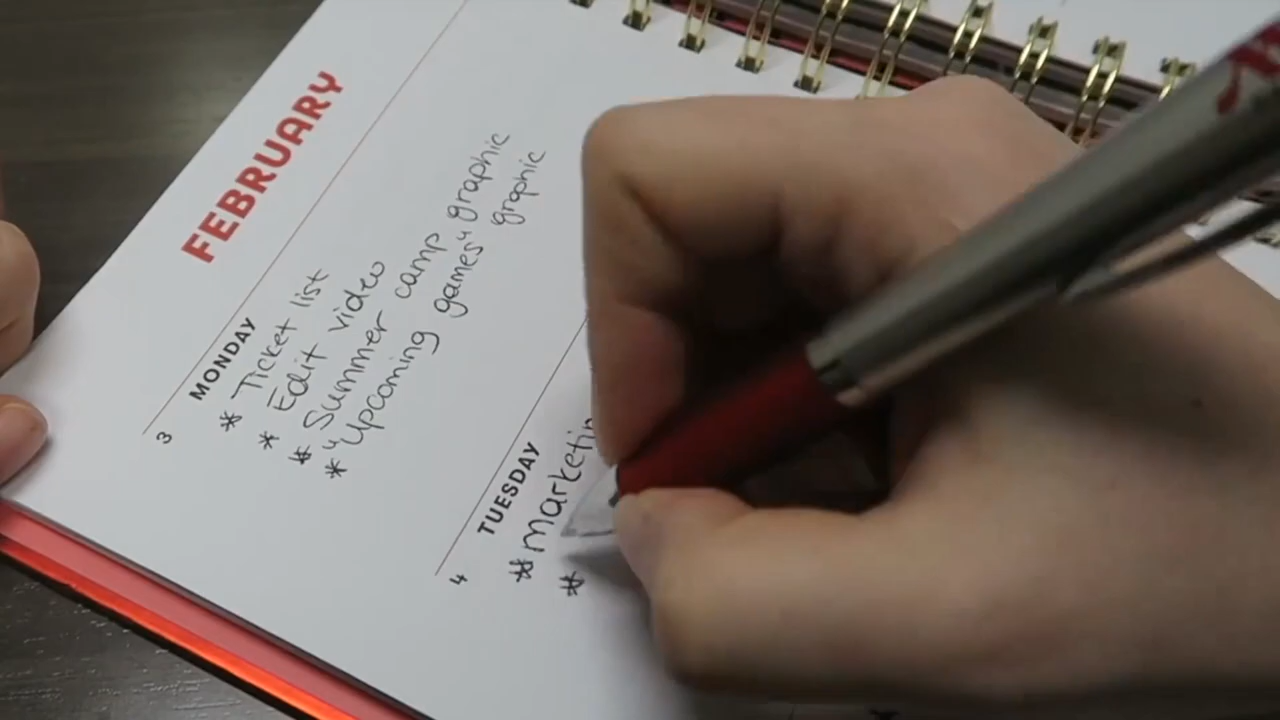 FEBRUARY
3 MONDAY
* Ticket list
* Edit video
* Summer camp graphic
* "Upcoming games" graphic
4 TUESDAY
* marketin
*